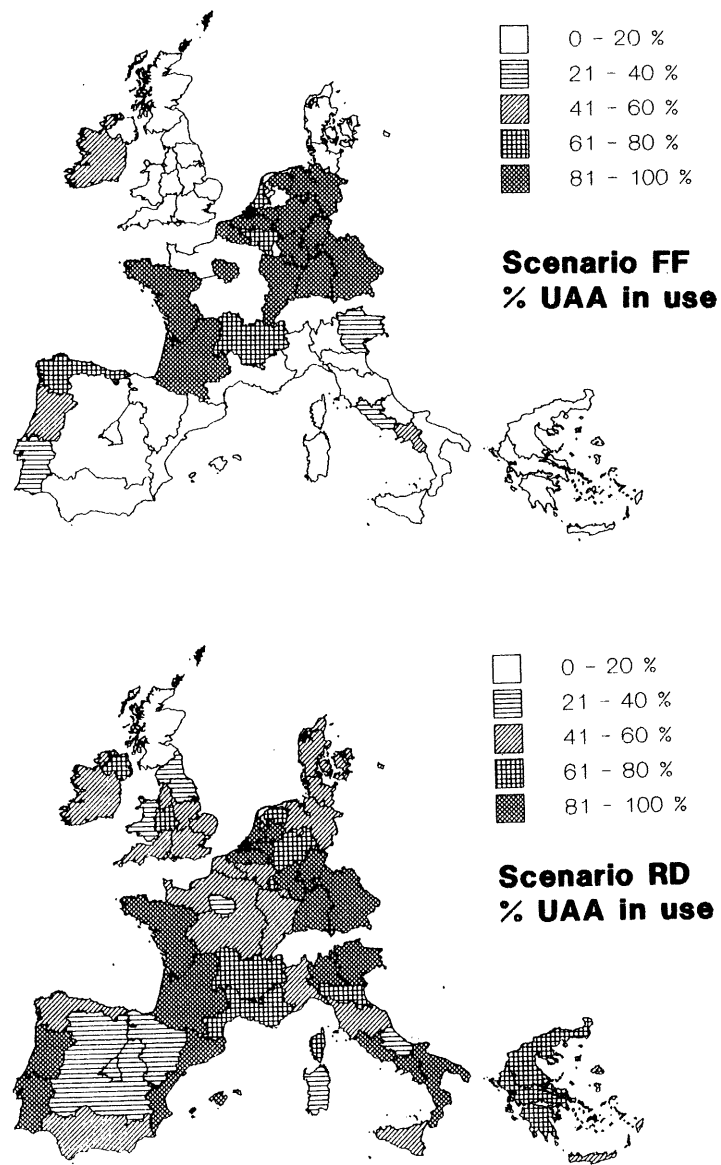 0 - 20 %
21 - 40 %
41 - 60 %
61 - 80 %
81 - 100 %
Scenario FF
% UAA in use
0 - 20 %
21 - 40 %
41 - 60 %
61 - 80 %
81 - 100 %
Scenario RD
% UAA in use